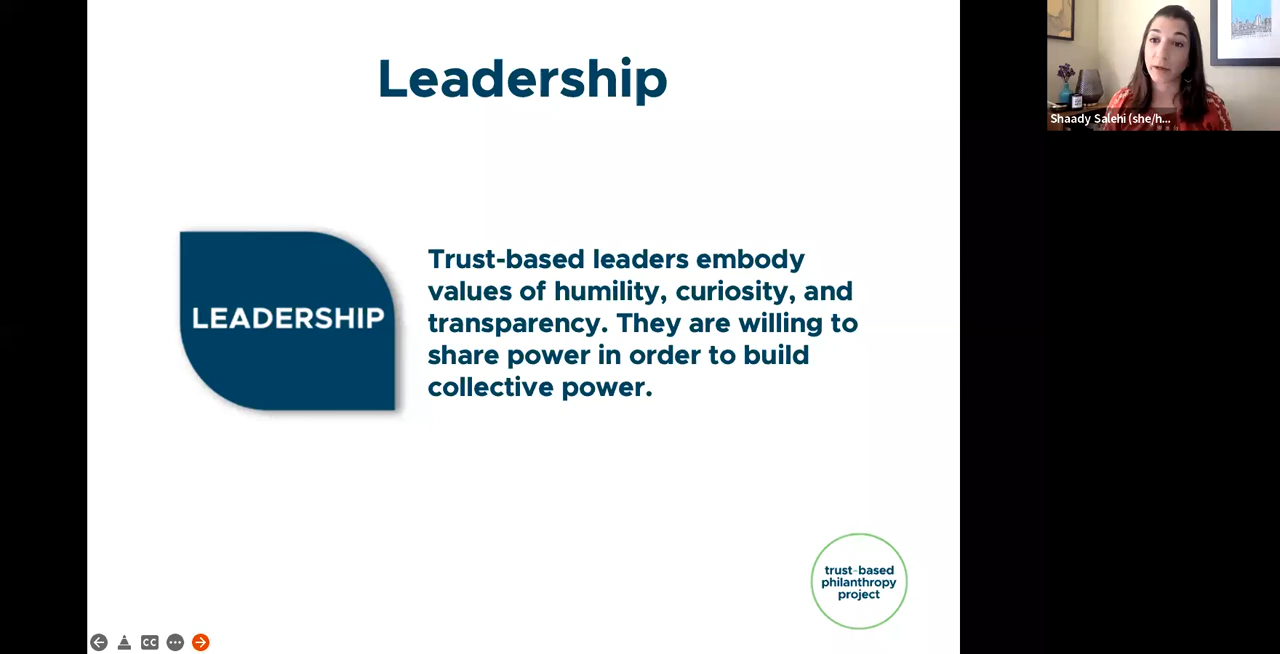 Leadership
LEADERSHIP
Trust-based leaders embody
values of humility, curiosity, and
transparency. They are willing to
share power in order to build
collective power.
trust-based
philanthropy
project
CC
Shaady Salehi (she/h...